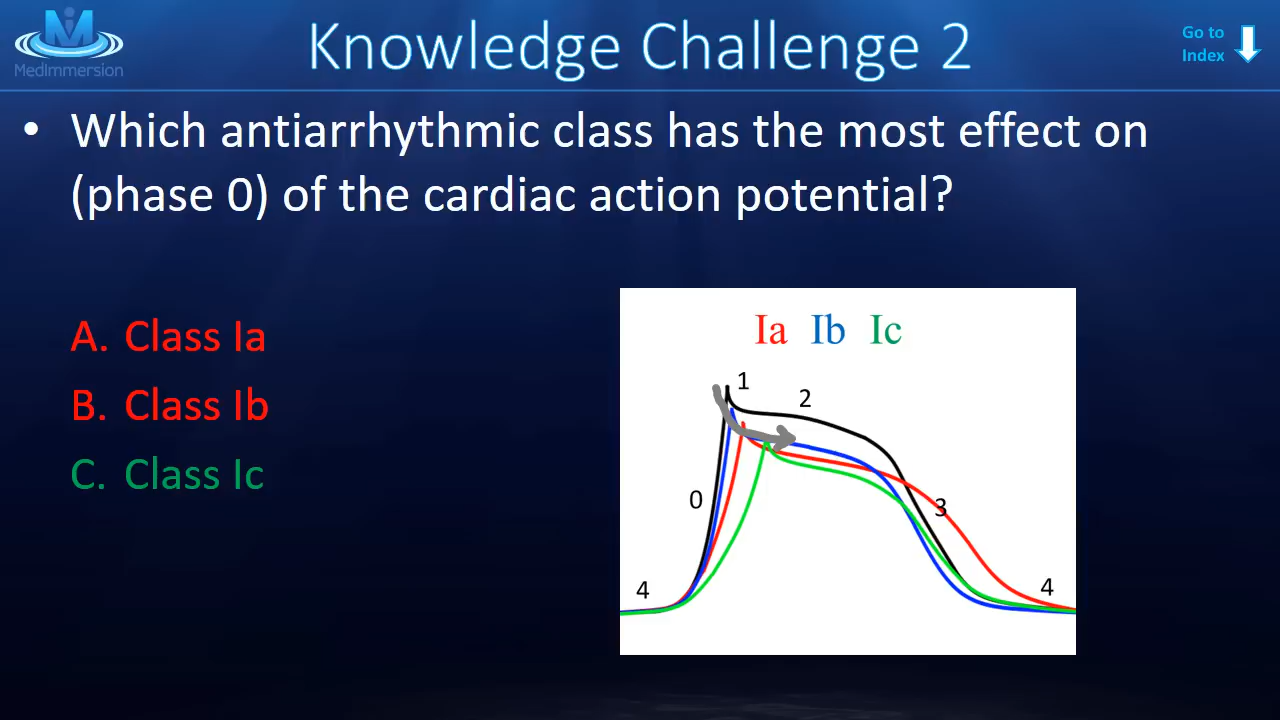 MedImmersion
Knowledge Challenge 2
Go to
Index
• Which antiarrhythmic class has the most effect on
(phase 0) of the cardiac action potential?
A. Class Ia
B. Class Ib
C. Class Ic
Ia Ib Ic
1
2
0
3
4
4